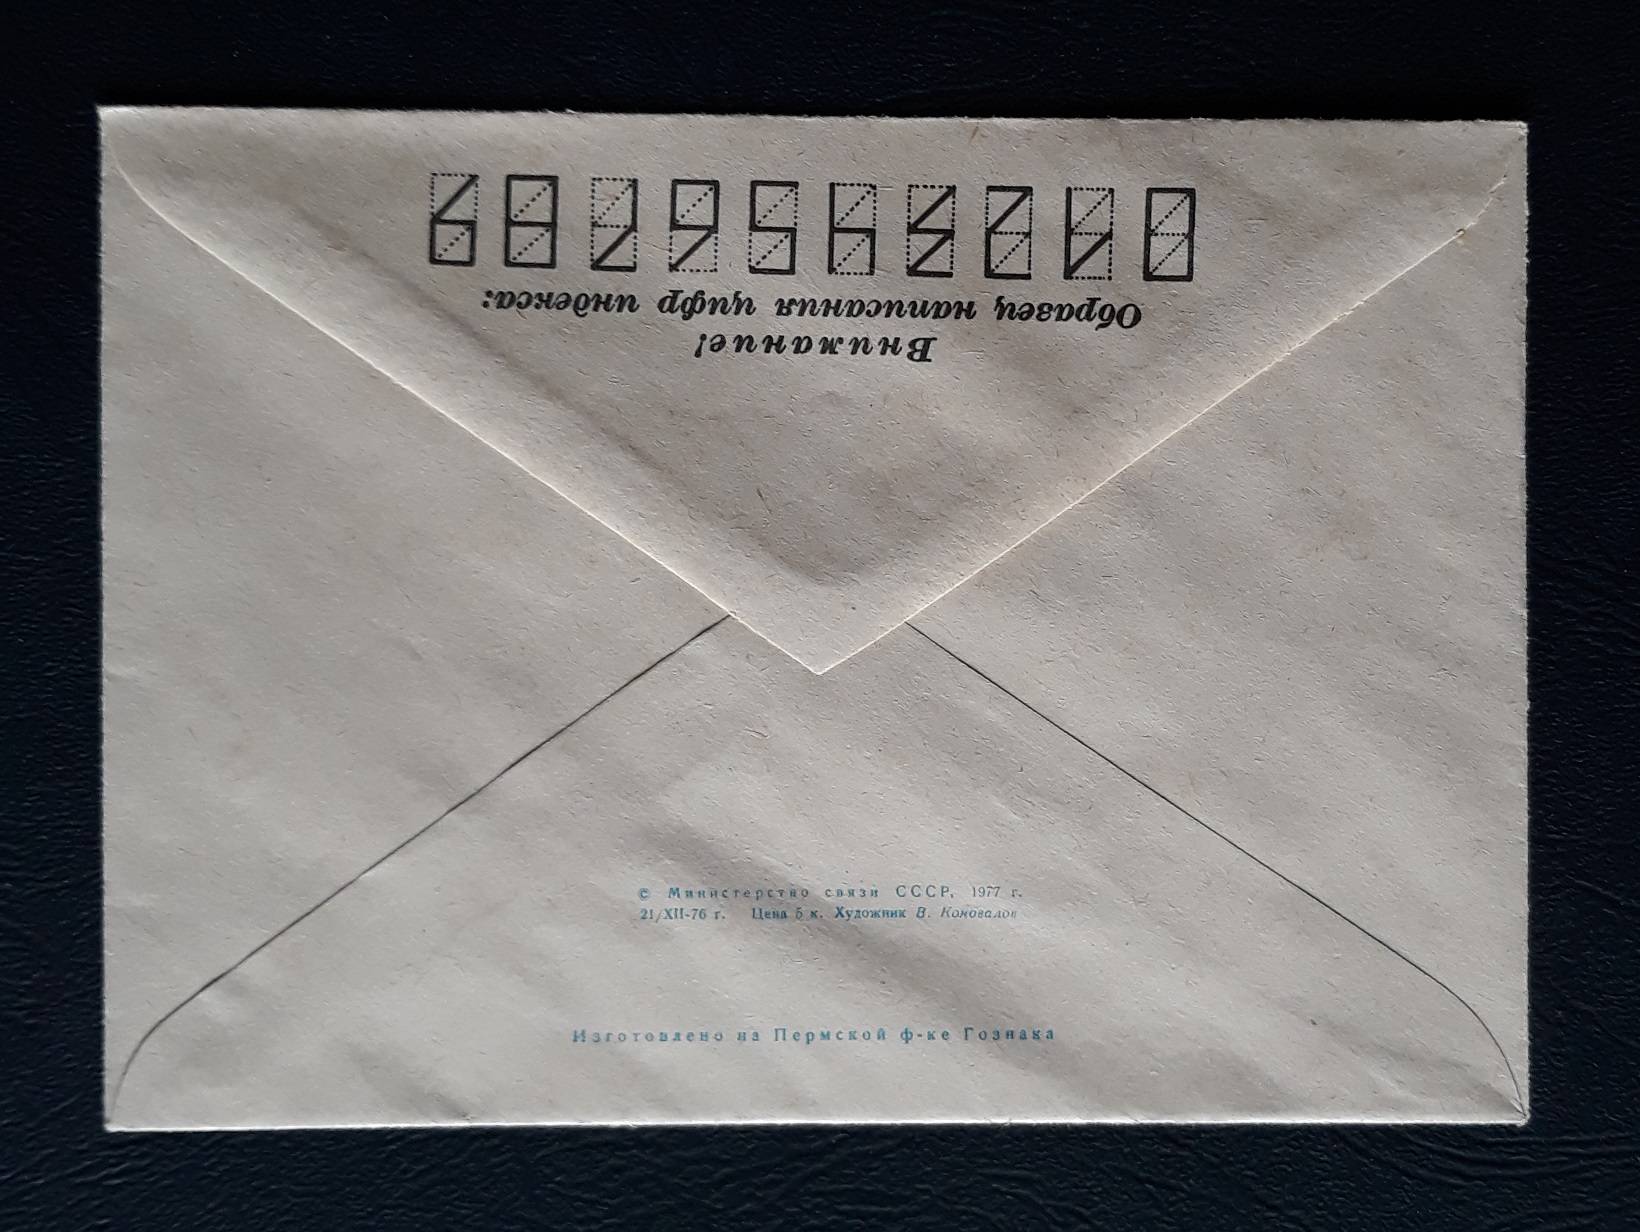 Внимание!
Образец написания цифр индекса:
0123456789
© Министерство связи СССР, 1977 г.
21/XII-76 г. Цена 5 к. Художник В. Коновалов
Изготовлено на Пермской ф-ке Гознака